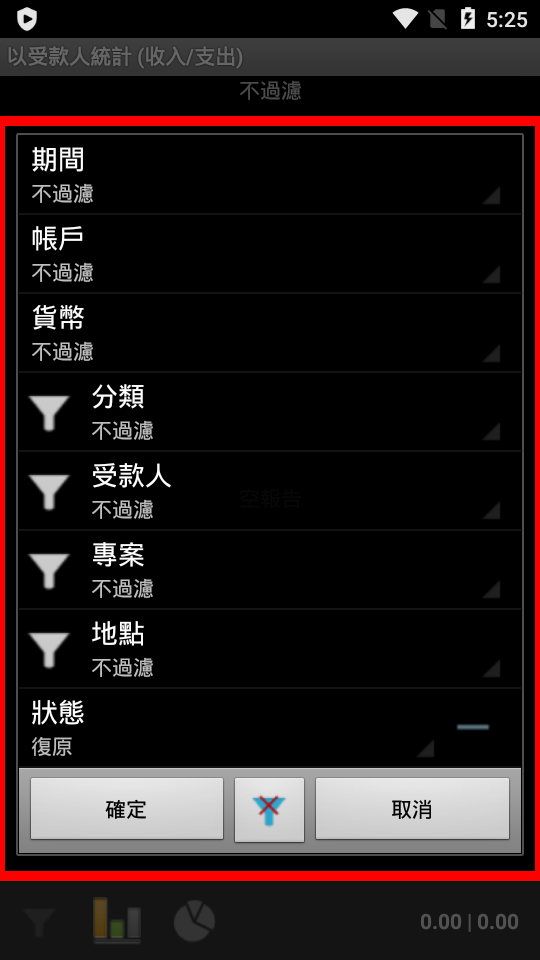 5:25
以受款人統計 (收入/支出)
不過濾
期間
不過濾
帳戶
不過濾
貨幣
不過濾
分類
不過濾
受款人
不過濾
空報告
專案
不過濾
地點
不過濾
狀態
復原
確定
取消
0.00 | 0.00